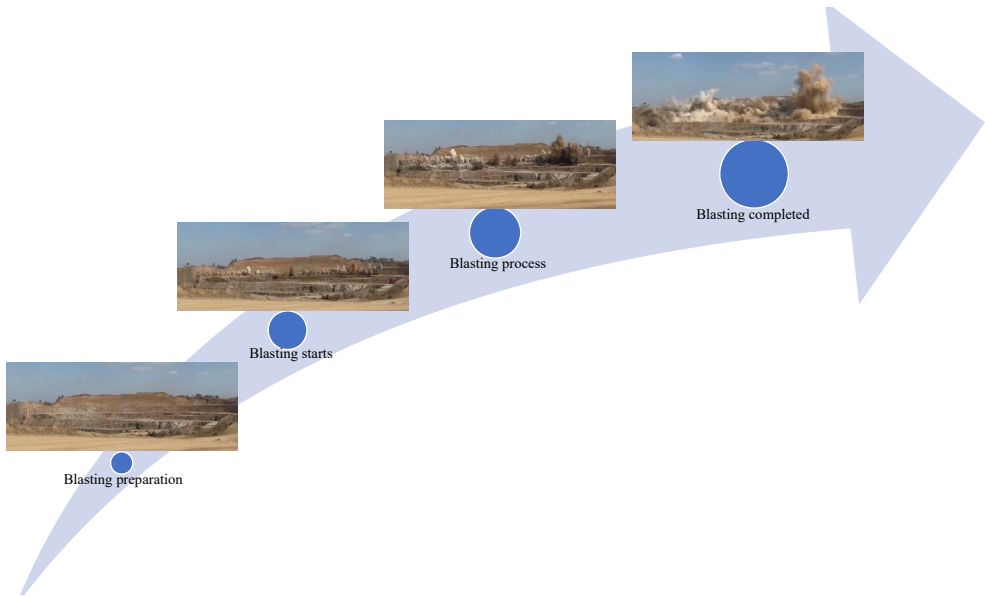 Blasting preparation
Blasting starts
Blasting process
Blasting completed